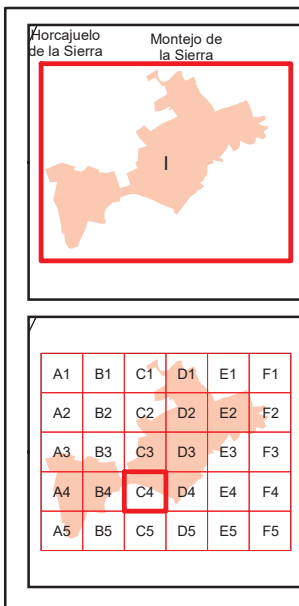 Horcajuelo
de la Sierra
Montejo de
la Sierra
I
A1 B1 C1 D1 E1 F1
A2 B2 C2 D2 E2 F2
A3 B3 C3 D3 E3 F3
A4 B4 C4 D4 E4 F4
A5 B5 C5 D5 E5 F5